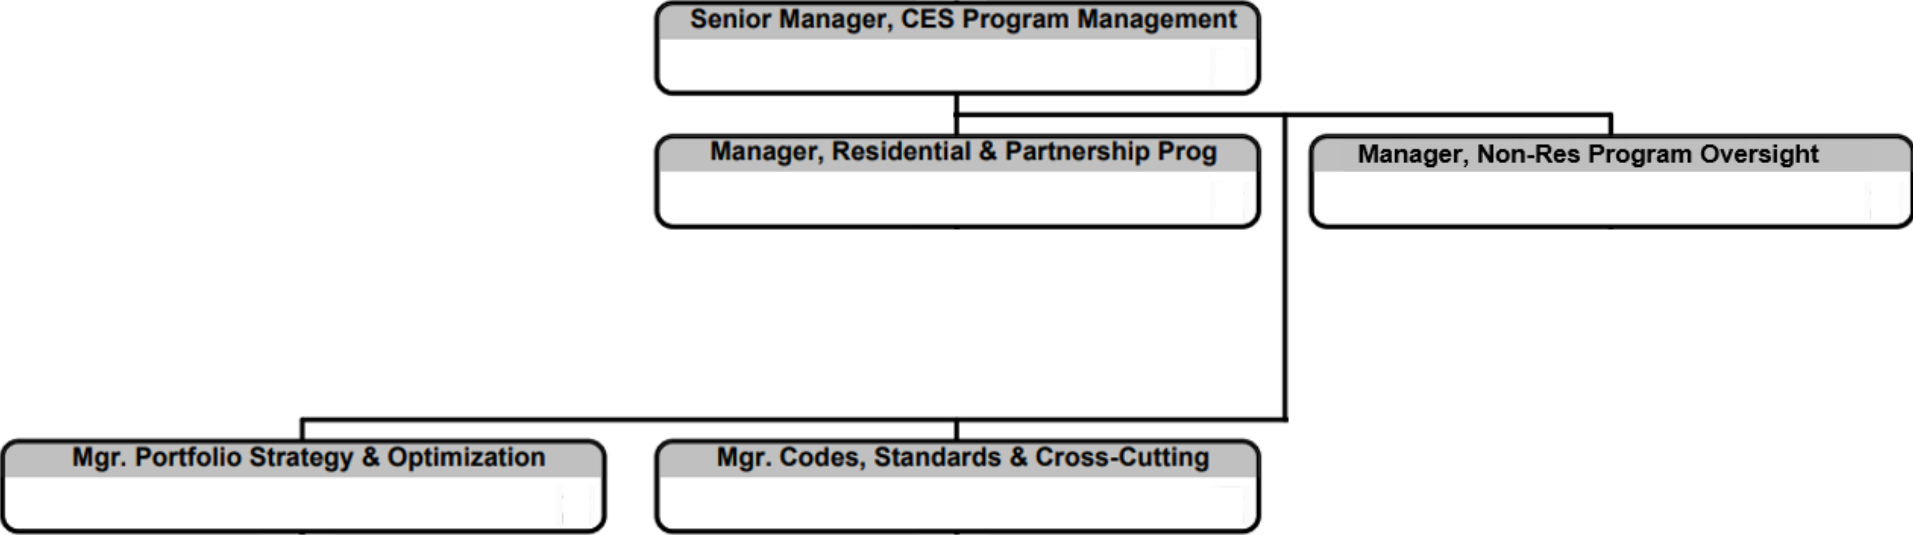 Senior Manager, CES Program Management
Manager, Residential & Partnership Prog
Manager, Non-Res Program Oversight
Mgr. Portfolio Strategy & Optimization
Mgr. Codes, Standards & Cross-Cutting